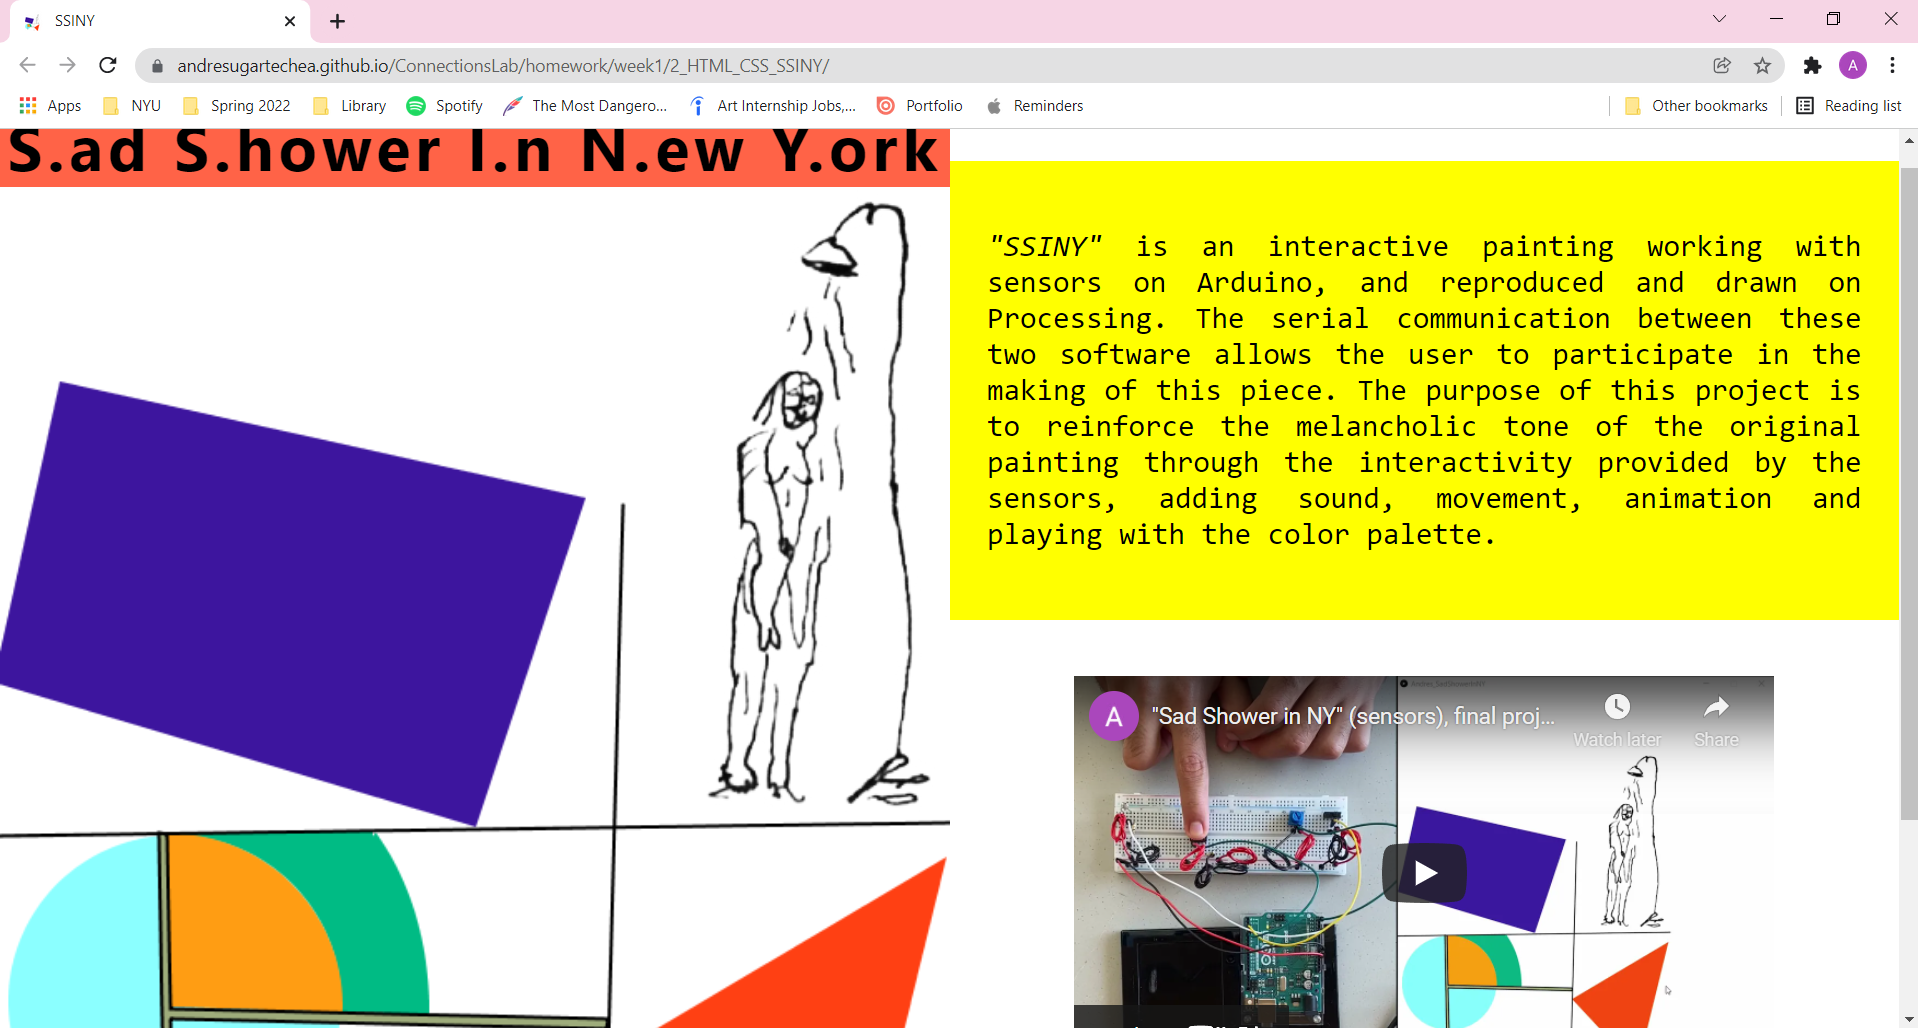 SSINY
andresugartechea.github.io/ConnectionsLab/homework/week1/2_HTML_CSS_SSINY/
A
Apps
NYU
Spring 2022
Library
Spotify
The Most Dangero...
Art Internship Jobs,...
Portfolio
Reminders
Other bookmarks
Reading list
S.ad S.hower I.n N.ew Y.ork
"SSINY" is an interactive painting working with
sensors on Arduino, and reproduced and drawn on
Processing. The serial communication between these
two software allows the user to participate in the
making of this piece. The purpose of this project is
to reinforce the melancholic tone of the original
painting through the interactivity provided by the
sensors, adding sound, movement, animation and
playing with the color palette.
A
"Sad Shower in NY" (sensors), final proj...
Watch later
Share